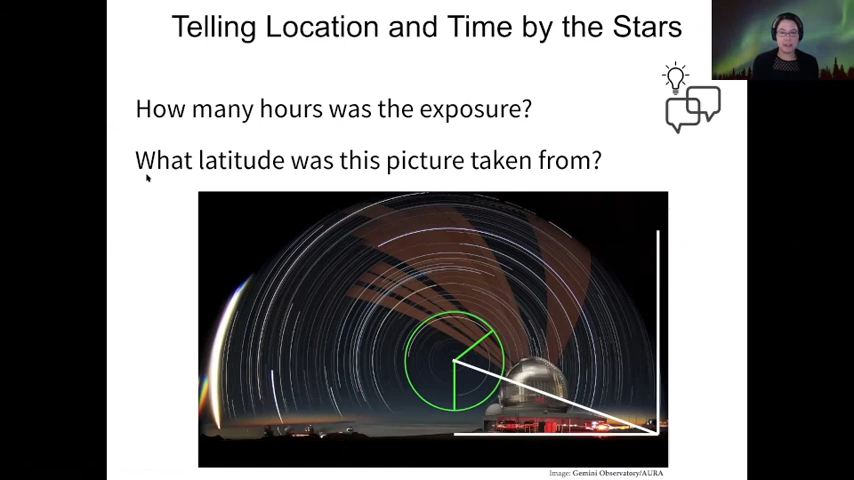 Telling Location and Time by the Stars
How many hours was the exposure?
What latitude was this picture taken from?
Image: Gemini Observatory/AURA